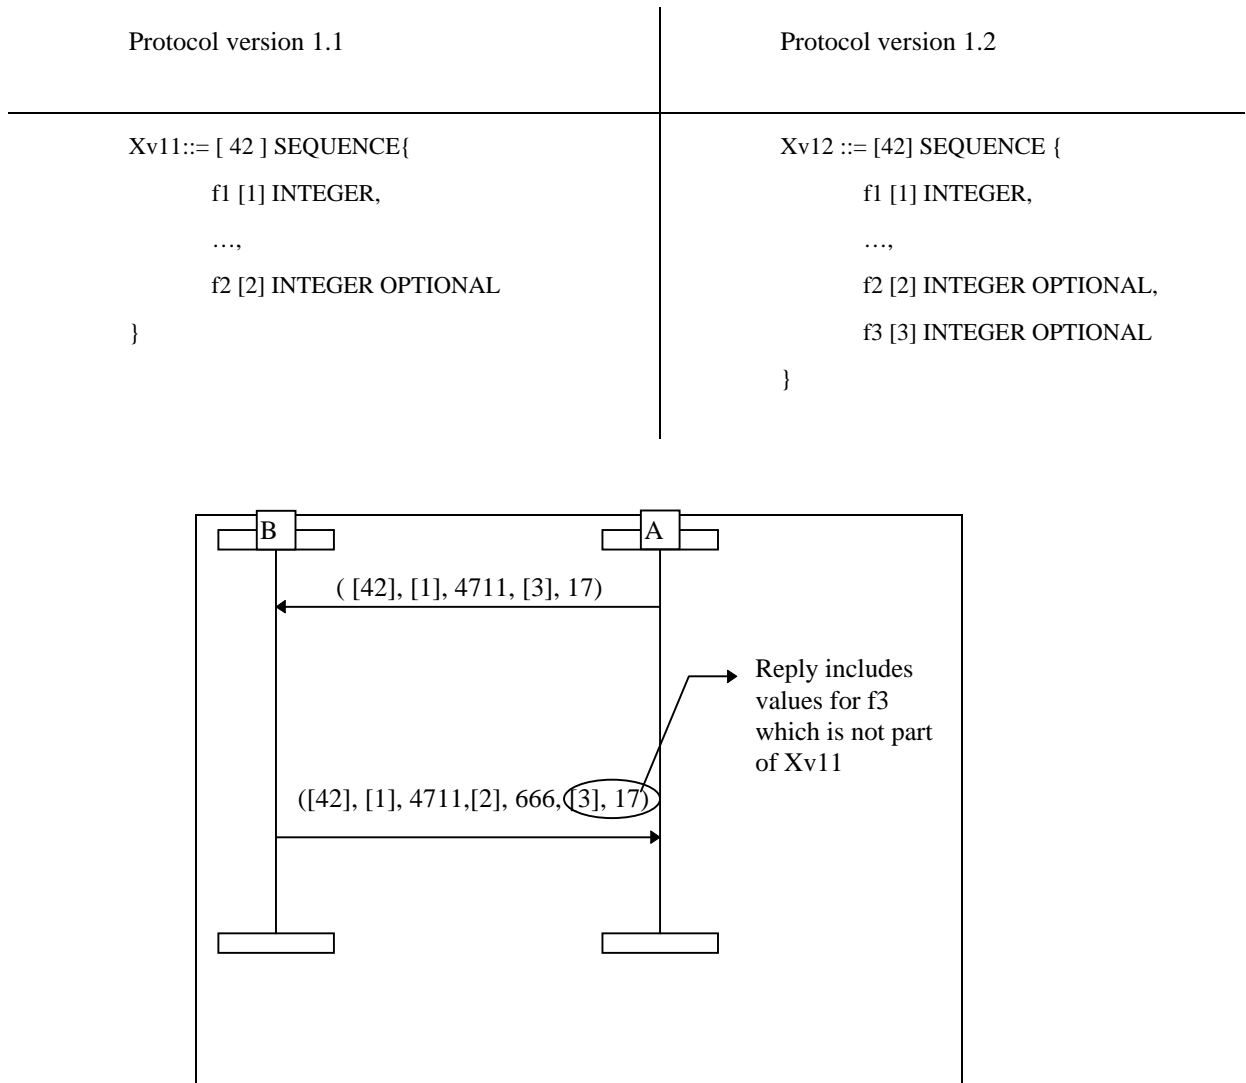 Protocol version 1.1
Protocol version 1.2
Xv11::= [ 42 ] SEQUENCE{
f1 [1] INTEGER,
…,
f2 [2] INTEGER OPTIONAL
}
Xv12 ::= [42] SEQUENCE {
f1 [1] INTEGER,
…,
f2 [2] INTEGER OPTIONAL,
f3 [3] INTEGER OPTIONAL
}
B
A
( [42], [1], 4711, [3], 17)
Reply includes
values for f3
which is not part
of Xv11
([42], [1], 4711,[2], 666, [3], 17)